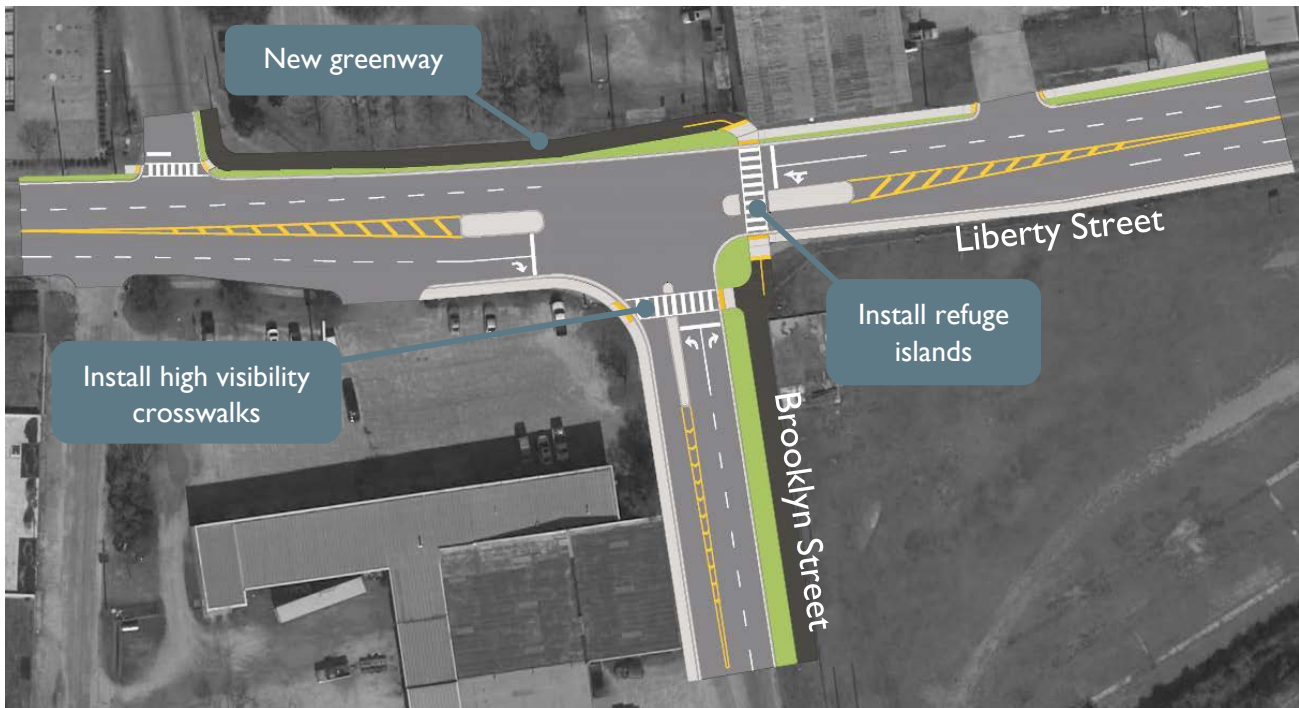 New greenway
Liberty Street
Install refuge
islands
Install high visibility
crosswalks
Brooklyn Street